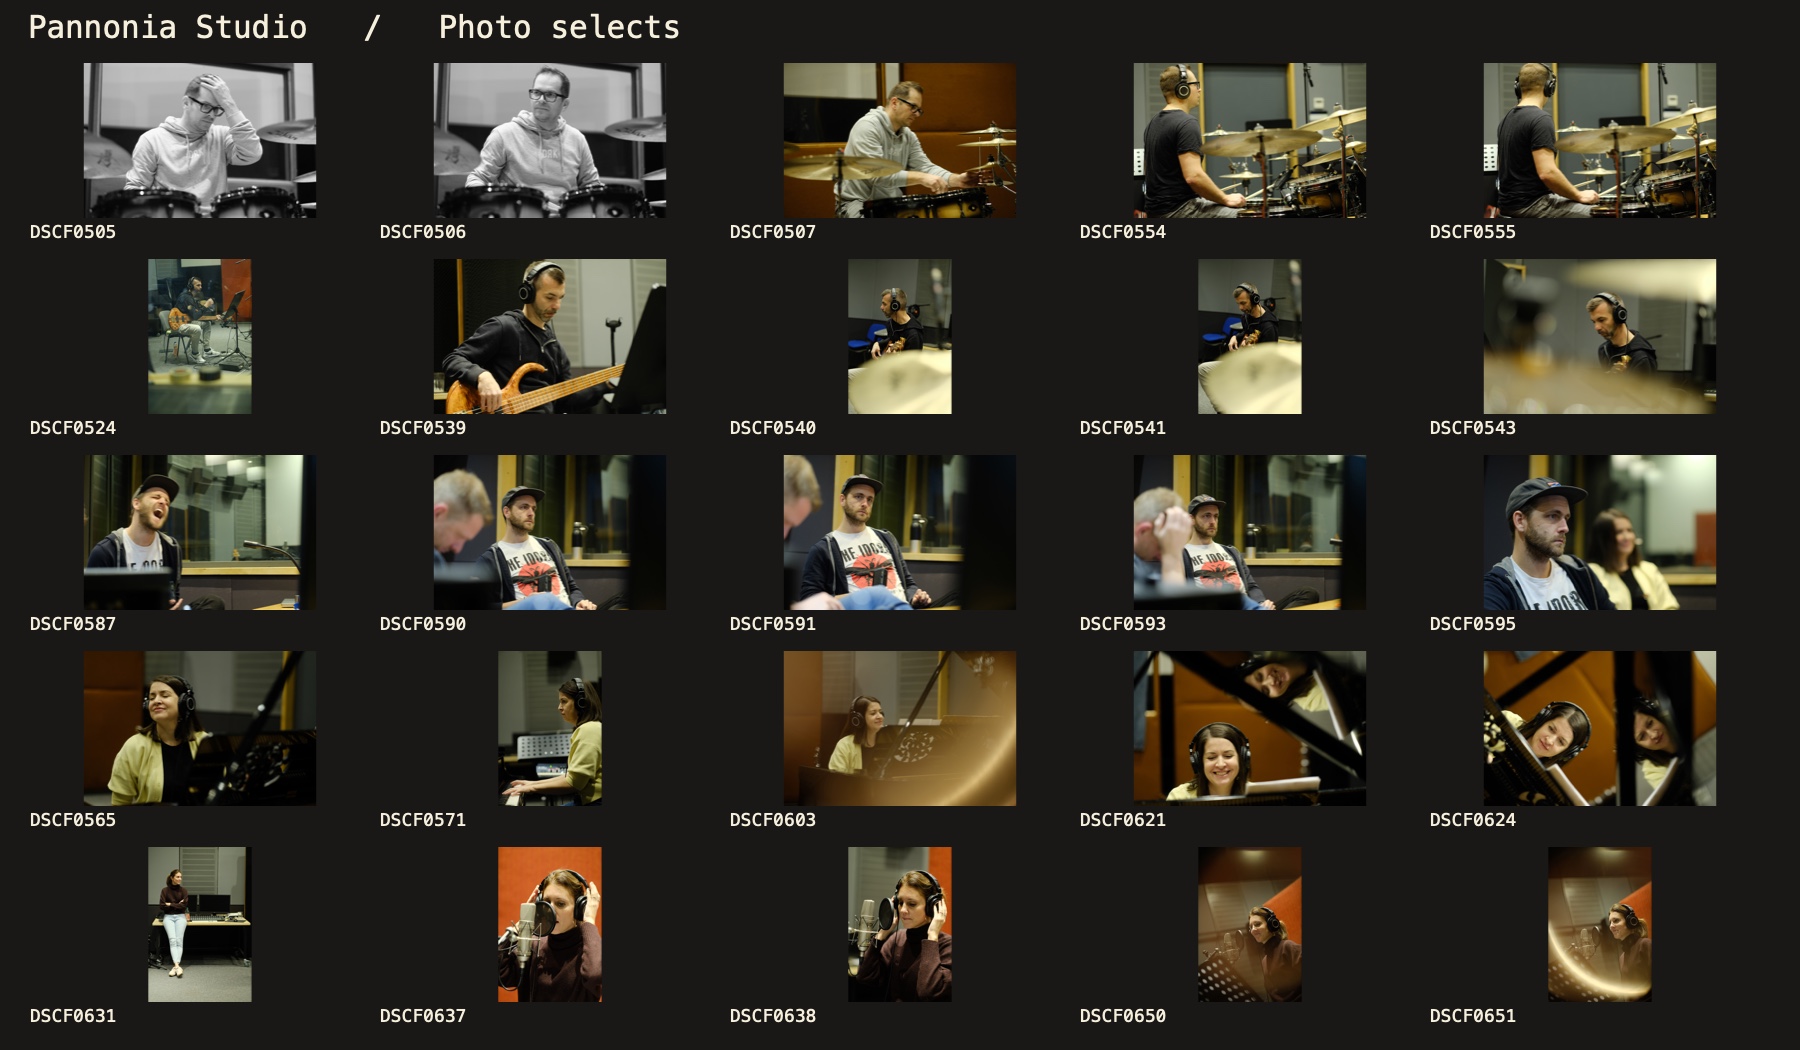 Pannonia Studio / Photo selects
DSCF0505 DSCF0506 DSCF0507 DSCF0554 DSCF0555
DSCF0524 DSCF0539 DSCF0540 DSCF0541 DSCF0543
DSCF0587 DSCF0590 DSCF0591 DSCF0593 DSCF0595
DSCF0565 DSCF0571 DSCF0603 DSCF0621 DSCF0624
DSCF0631 DSCF0637 DSCF0638 DSCF0650 DSCF0651